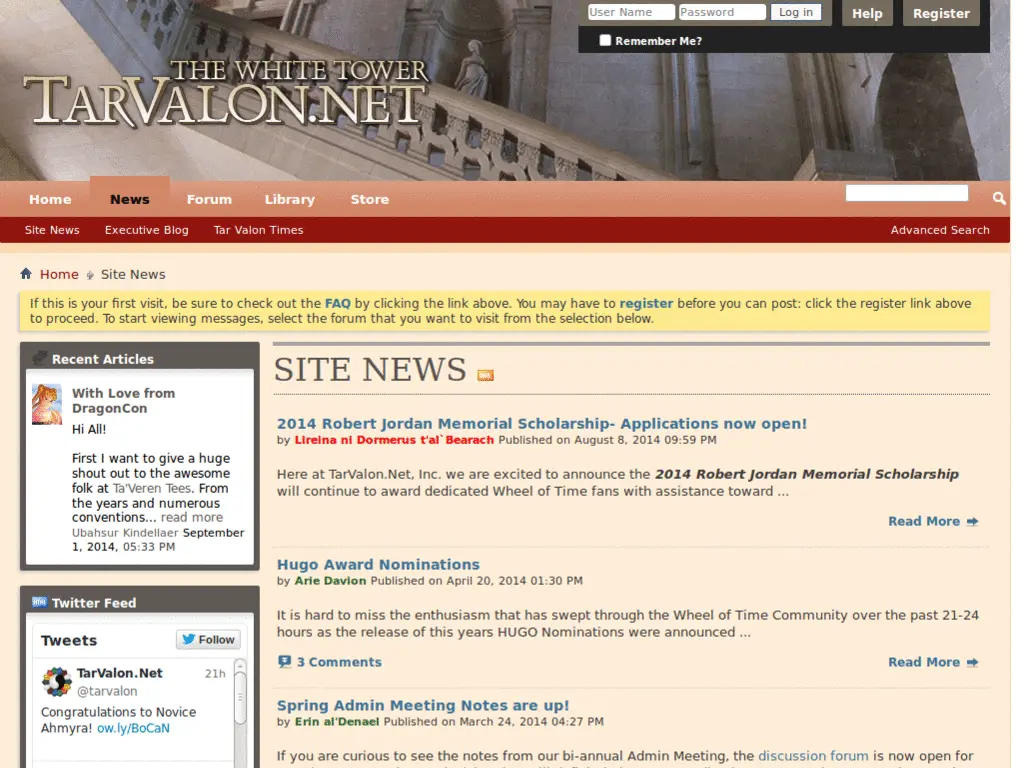 User Name Password Log in Help Register
Remember Me?
THE WHITE TOWER
TARVALON.NET
Home News Forum Library Store
Site News Executive Blog Tar Valon Times Advanced Search
Home Site News
If this is your first visit, be sure to check out the FAQ by clicking the link above. You may have to register before you can post: click the register link above
to proceed. To start viewing messages, select the forum that you want to visit from the selection below.
Recent Articles
With Love from
DragonCon
Hi All!
First I want to give a huge
shout out to the awesome
folk at Ta'Veren Tees. From
the years and numerous
conventions... read more
Ubahsur Kindellaer September
1, 2014, 05:33 PM
Twitter Feed
Tweets Follow
TarValon.Net 21h
@tarvalon
Congratulations to Novice
Ahmyra! ow.ly/BoCaN
SITE NEWS
2014 Robert Jordan Memorial Scholarship- Applications now open!
by Lireina ni Dormerus t'al`Bearach Published on August 8, 2014 09:59 PM
Here at TarValon.Net, Inc. we are excited to announce the 2014 Robert Jordan Memorial Scholarship
will continue to award dedicated Wheel of Time fans with assistance toward ...
Read More
Hugo Award Nominations
by Arie Davion Published on April 20, 2014 01:30 PM
It is hard to miss the enthusiasm that has swept through the Wheel of Time Community over the past 21-24
hours as the release of this years HUGO Nominations were announced ...
3 Comments Read More
Spring Admin Meeting Notes are up!
by Erin al'Denael Published on March 24, 2014 04:27 PM
If you are curious to see the notes from our bi-annual Admin Meeting, the discussion forum is now open for